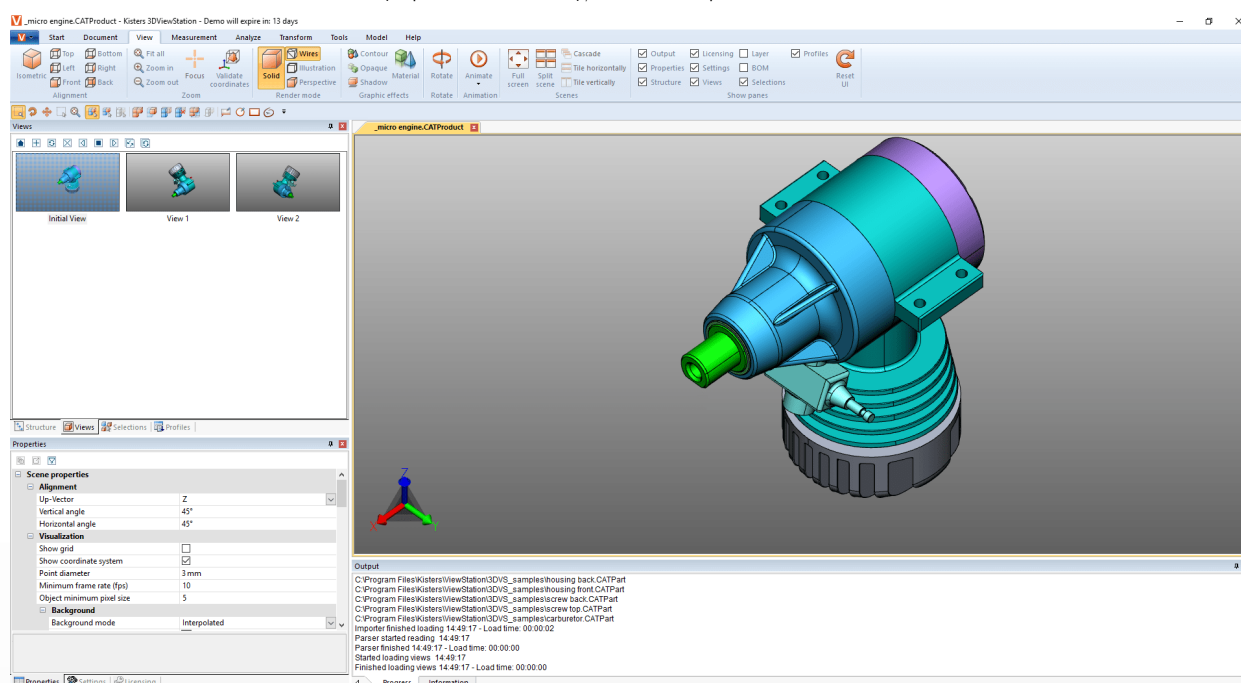 _micro engine.CATProduct - Kisters 3DViewStation - Demo will expire in: 13 days
Start Document View Measurement Analyze Transform Tools Model Help
Top Bottom Fit all Wires Contour Cascade Output Licensing Layer Profiles
Left Right Zoom in Illustration Opaque Tile horizontally Properties Settings BOM
Front Back Zoom out Perspective Shadow Tile vertically Structure Views Selections
Isometric Focus Validate coordinates Solid Material Rotate Animate Full screen Split scene Reset UI
Alignment Zoom Render mode Graphic effects Rotate Animation Scenes Show panes
Views
_micro engine.CATProduct
Initial View View 1 View 2
Structure Views Selections Profiles
Properties
Scene properties
Alignment
Up-Vector Z
Vertical angle 45°
Horizontal angle 45°
Visualization
Show grid
Show coordinate system
Point diameter 3 mm
Minimum frame rate (fps) 10
Object minimum pixel size 5
Background
Background mode Interpolated
Properties Settings Licensing
Z
X Y
Output
C:\Program Files\Kisters\ViewStation\3DVS_samples\housing back.CATPart
C:\Program Files\Kisters\ViewStation\3DVS_samples\housing front.CATPart
C:\Program Files\Kisters\ViewStation\3DVS_samples\screw back.CATPart
C:\Program Files\Kisters\ViewStation\3DVS_samples\screw top.CATPart
C:\Program Files\Kisters\ViewStation\3DVS_samples\carburetor.CATPart
Importer finished loading 14:49:17 - Load time: 00:00:02
Parser started reading 14:49:17
Parser finished 14:49:17 - Load time: 00:00:00
Started loading views 14:49:17
Finished loading views 14:49:17 - Load time: 00:00:00
Progress Information